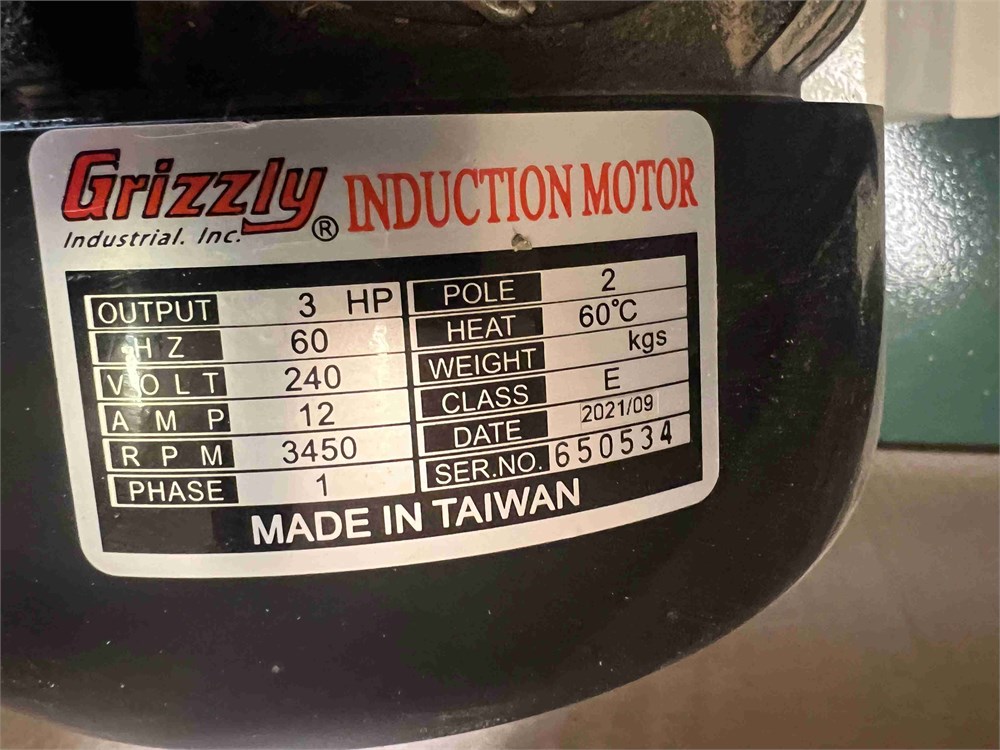 Grizzly® INDUCTION MOTOR
Industrial. Inc.
OUTPUT 3 HP
HZ 60
VOLT 240
AMP 12
RPM 3450
PHASE 1
POLE 2
HEAT 60°C
WEIGHT kgs
CLASS E
DATE 2021/09
SER.NO. 650534
MADE IN TAIWAN